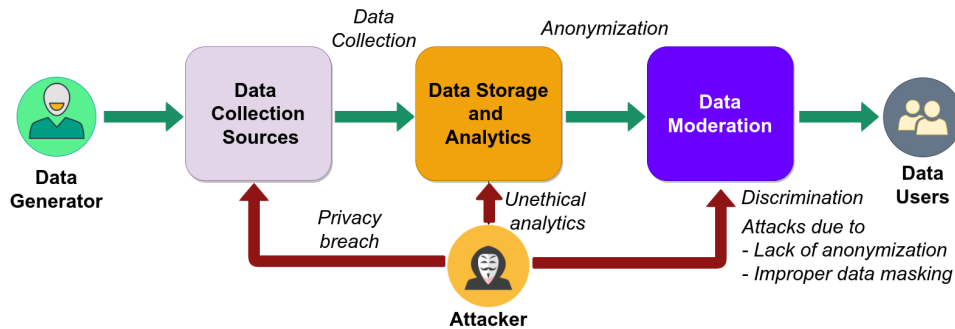 Data
Collection
Anonymization
Data
Collection
Sources
Data Storage
and
Analytics
Data
Moderation
Data
Generator
Data
Users
Privacy
breach
Unethical
analytics
Discrimination
Attacks due to
- Lack of anonymization
- Improper data masking
Attacker